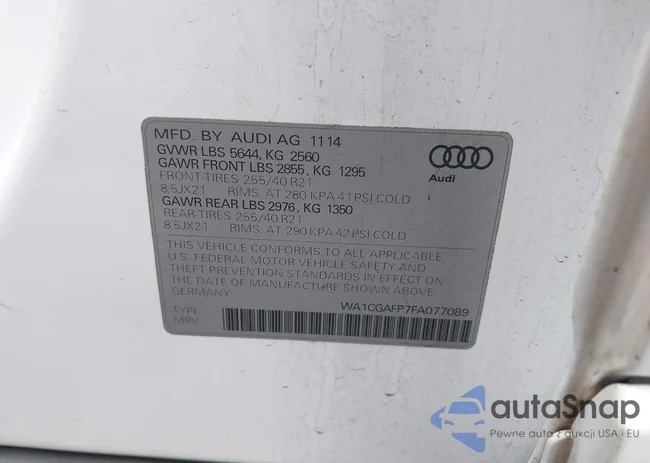 MFD. BY AUDI AG 11 14
GVWR LBS 5644, KG 2560
GAWR FRONT LBS 2855, KG 1295
FRONT-TIRES 255/40 R21
8.5JX21 RIMS. AT 280 KPA 41 PSI COLD
GAWR REAR LBS 2976, KG 1350
REAR-TIRES 255/40 R21
8.5JX21 RIMS. AT 290 KPA 42 PSI COLD
Audi
THIS VEHICLE CONFORMS TO ALL APPLICABLE
U.S. FEDERAL MOTOR VEHICLE SAFETY AND
THEFT PREVENTION STANDARDS IN EFFECT ON
THE DATE OF MANUFACTURE SHOWN ABOVE
GERMANY
WA1CGAFP7FA077089
TYPE
MPV
autaSnap
Pewne auta z aukcji USA i EU